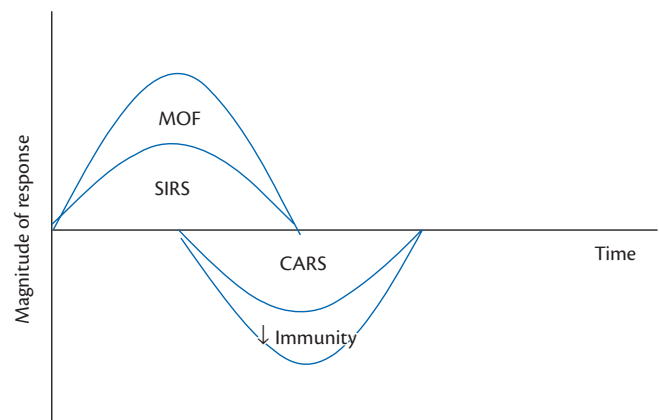 MOF
SIRS
Magnitude of response
Time
CARS
↓ Immunity